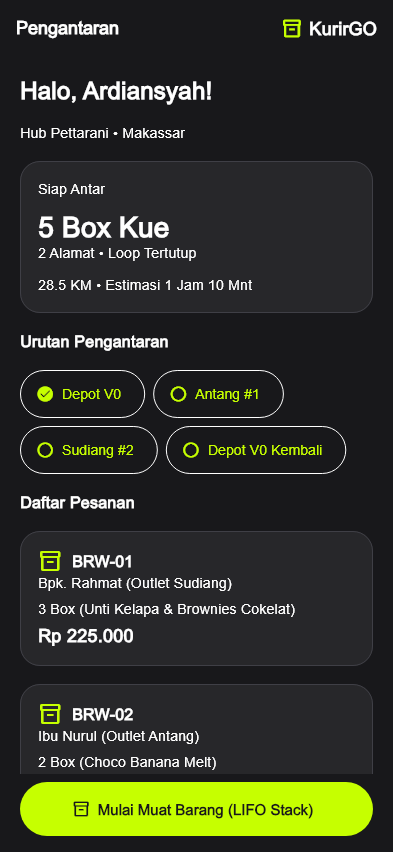 Pengantaran
KurirGO
Halo, Ardiansyah!
Hub Pettarani • Makassar
Siap Antar
5 Box Kue
2 Alamat • Loop Tertutup
28.5 KM • Estimasi 1 Jam 10 Mnt
Urutan Pengantaran
Depot V0
Antang #1
Sudiang #2
Depot V0 Kembali
Daftar Pesanan
BRW-01
Bpk. Rahmat (Outlet Sudiang)
3 Box (Unti Kelapa & Brownies Cokelat)
Rp 225.000
BRW-02
Ibu Nurul (Outlet Antang)
2 Box (Choco Banana Melt)
Mulai Muat Barang (LIFO Stack)